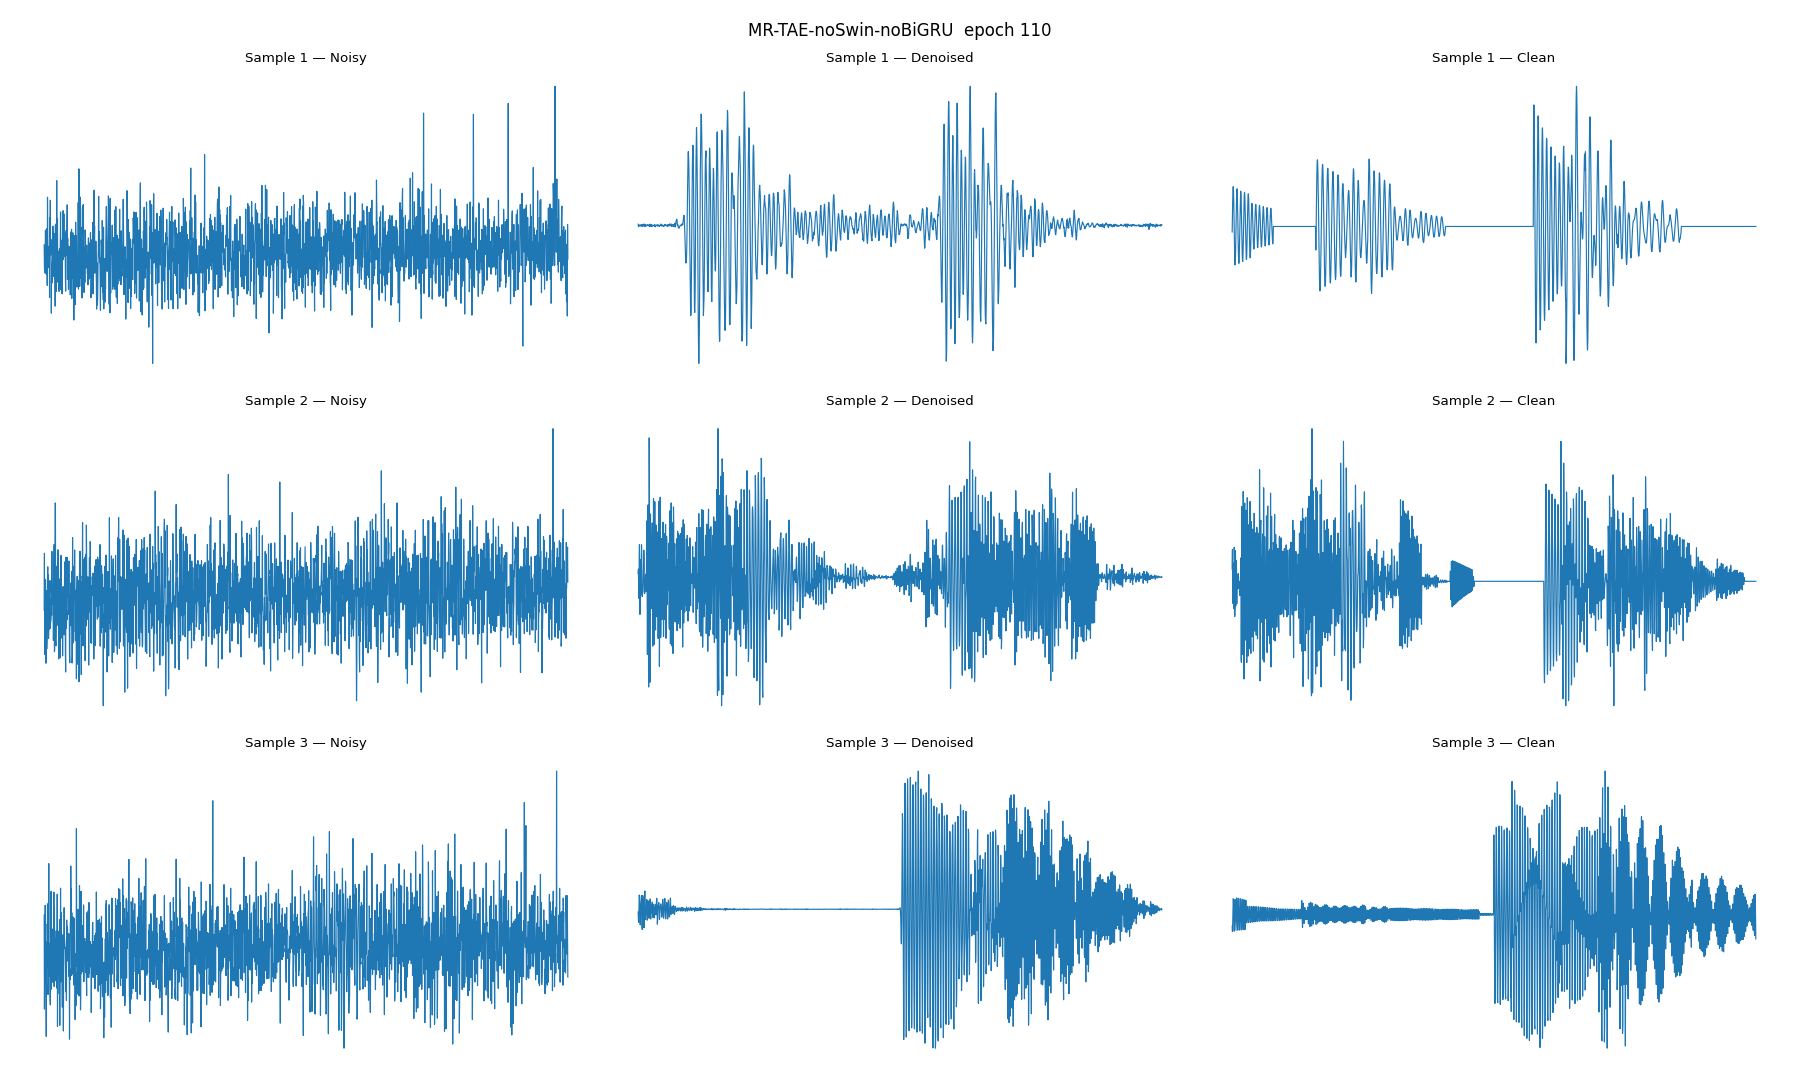 MR-TAE-noSwin-noBiGRU  epoch 110
Sample 1 — Noisy
Sample 1 — Denoised
Sample 1 — Clean
Sample 2 — Noisy
Sample 2 — Denoised
Sample 2 — Clean
Sample 3 — Noisy
Sample 3 — Denoised
Sample 3 — Clean